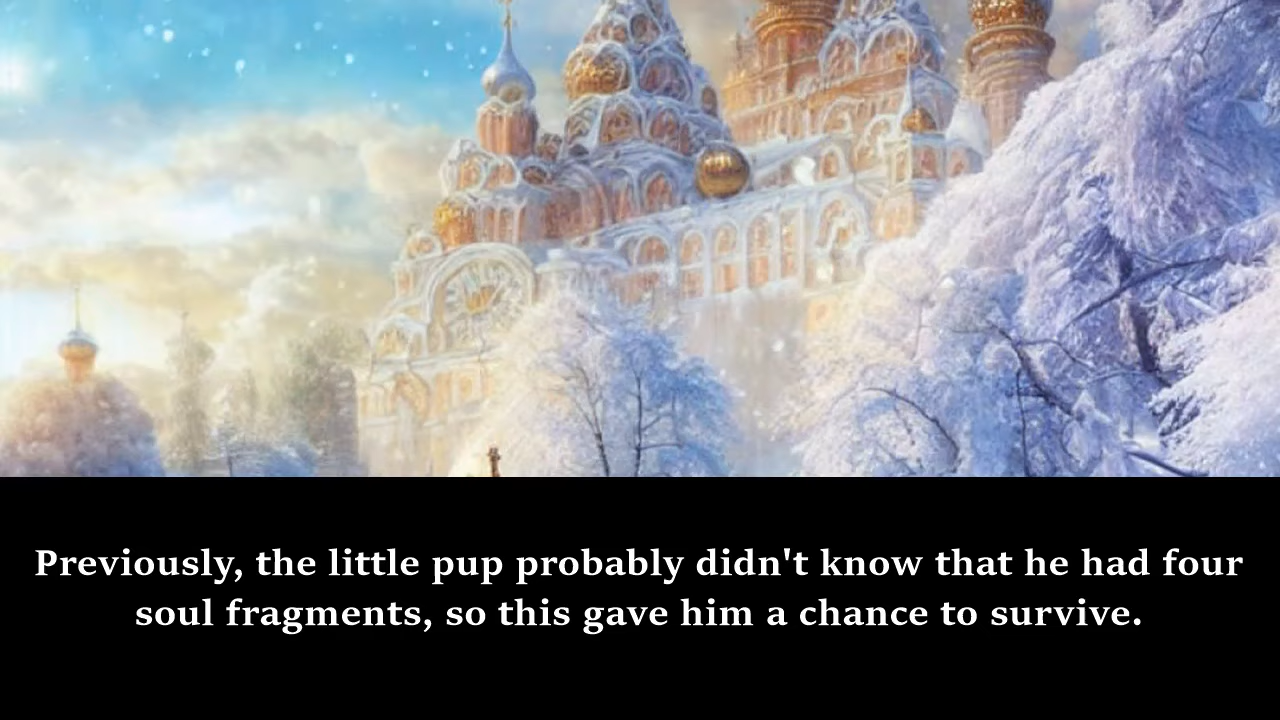 Previously, the little pup probably didn't know that he had four
soul fragments, so this gave him a chance to survive.